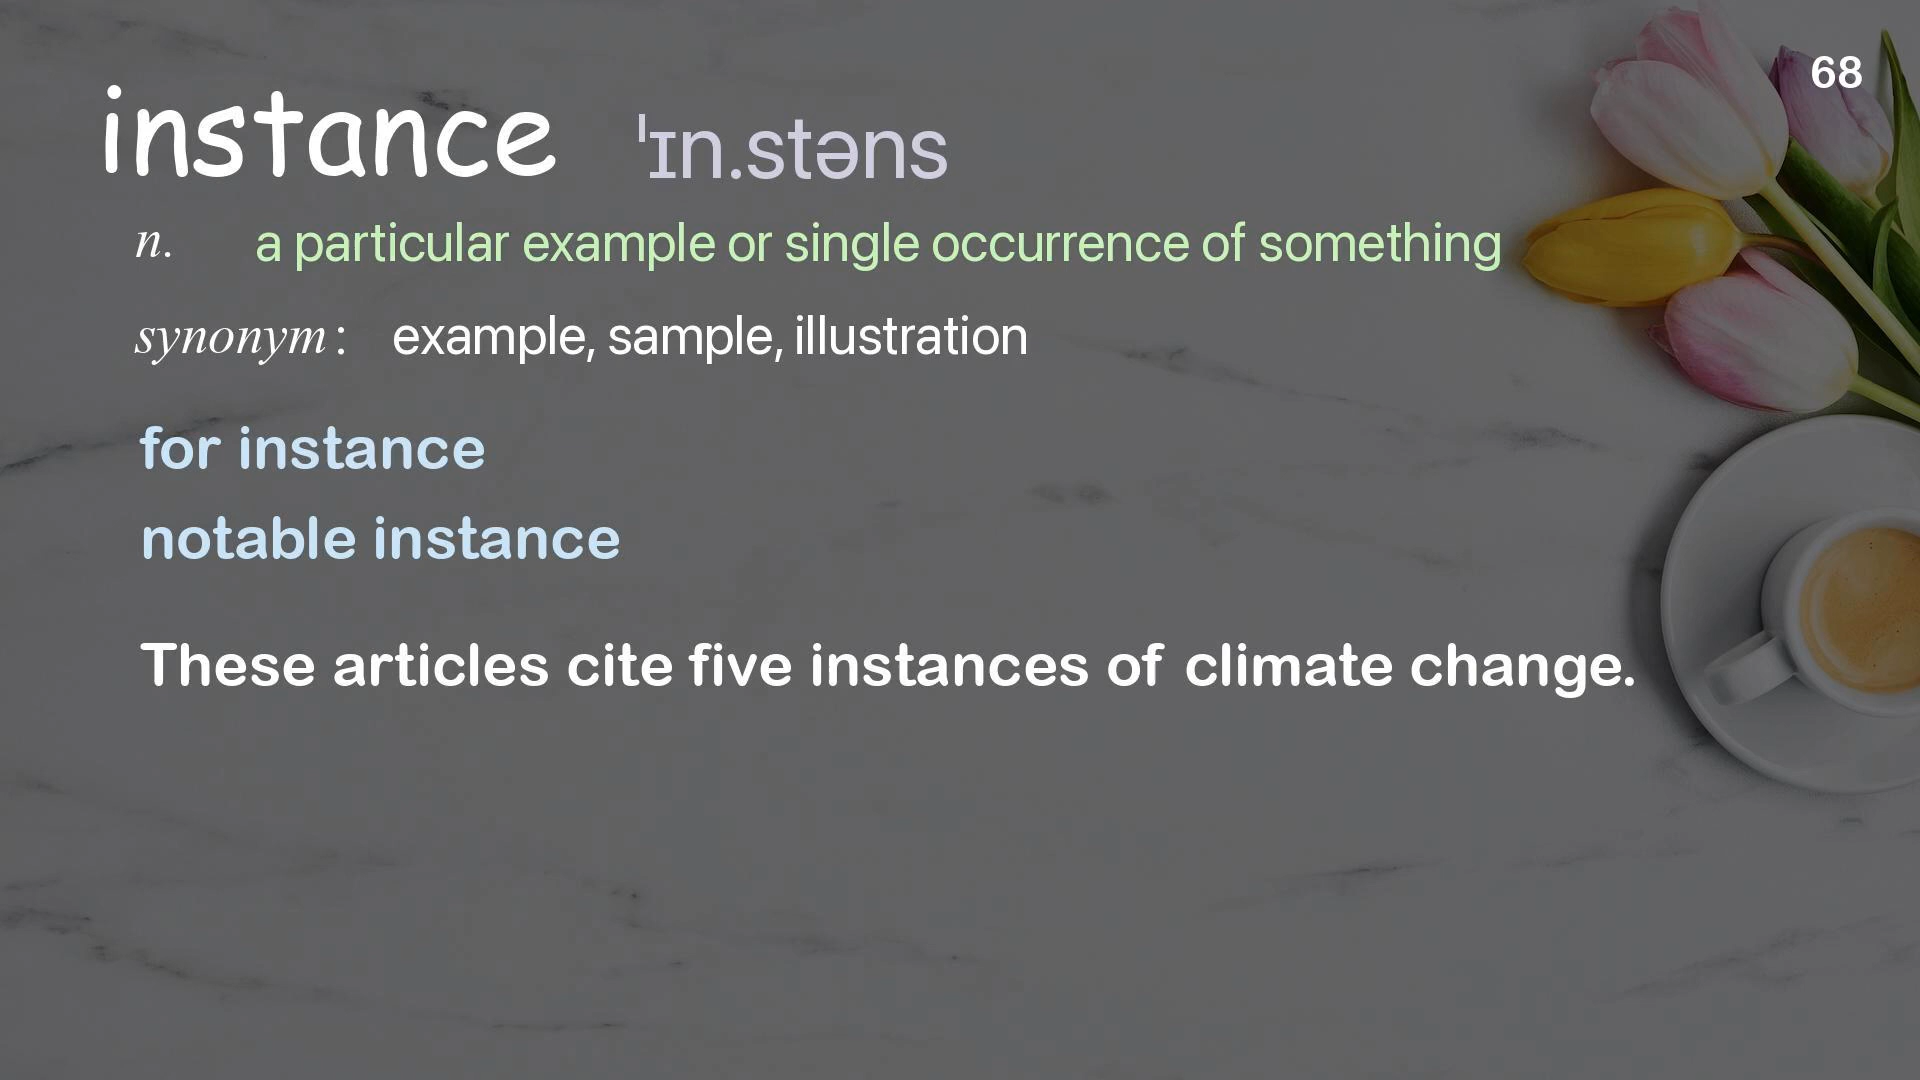 68
instance ˈɪn.stəns
n. a particular example or single occurrence of something
synonym: example, sample, illustration
for instance
notable instance
These articles cite five instances of climate change.